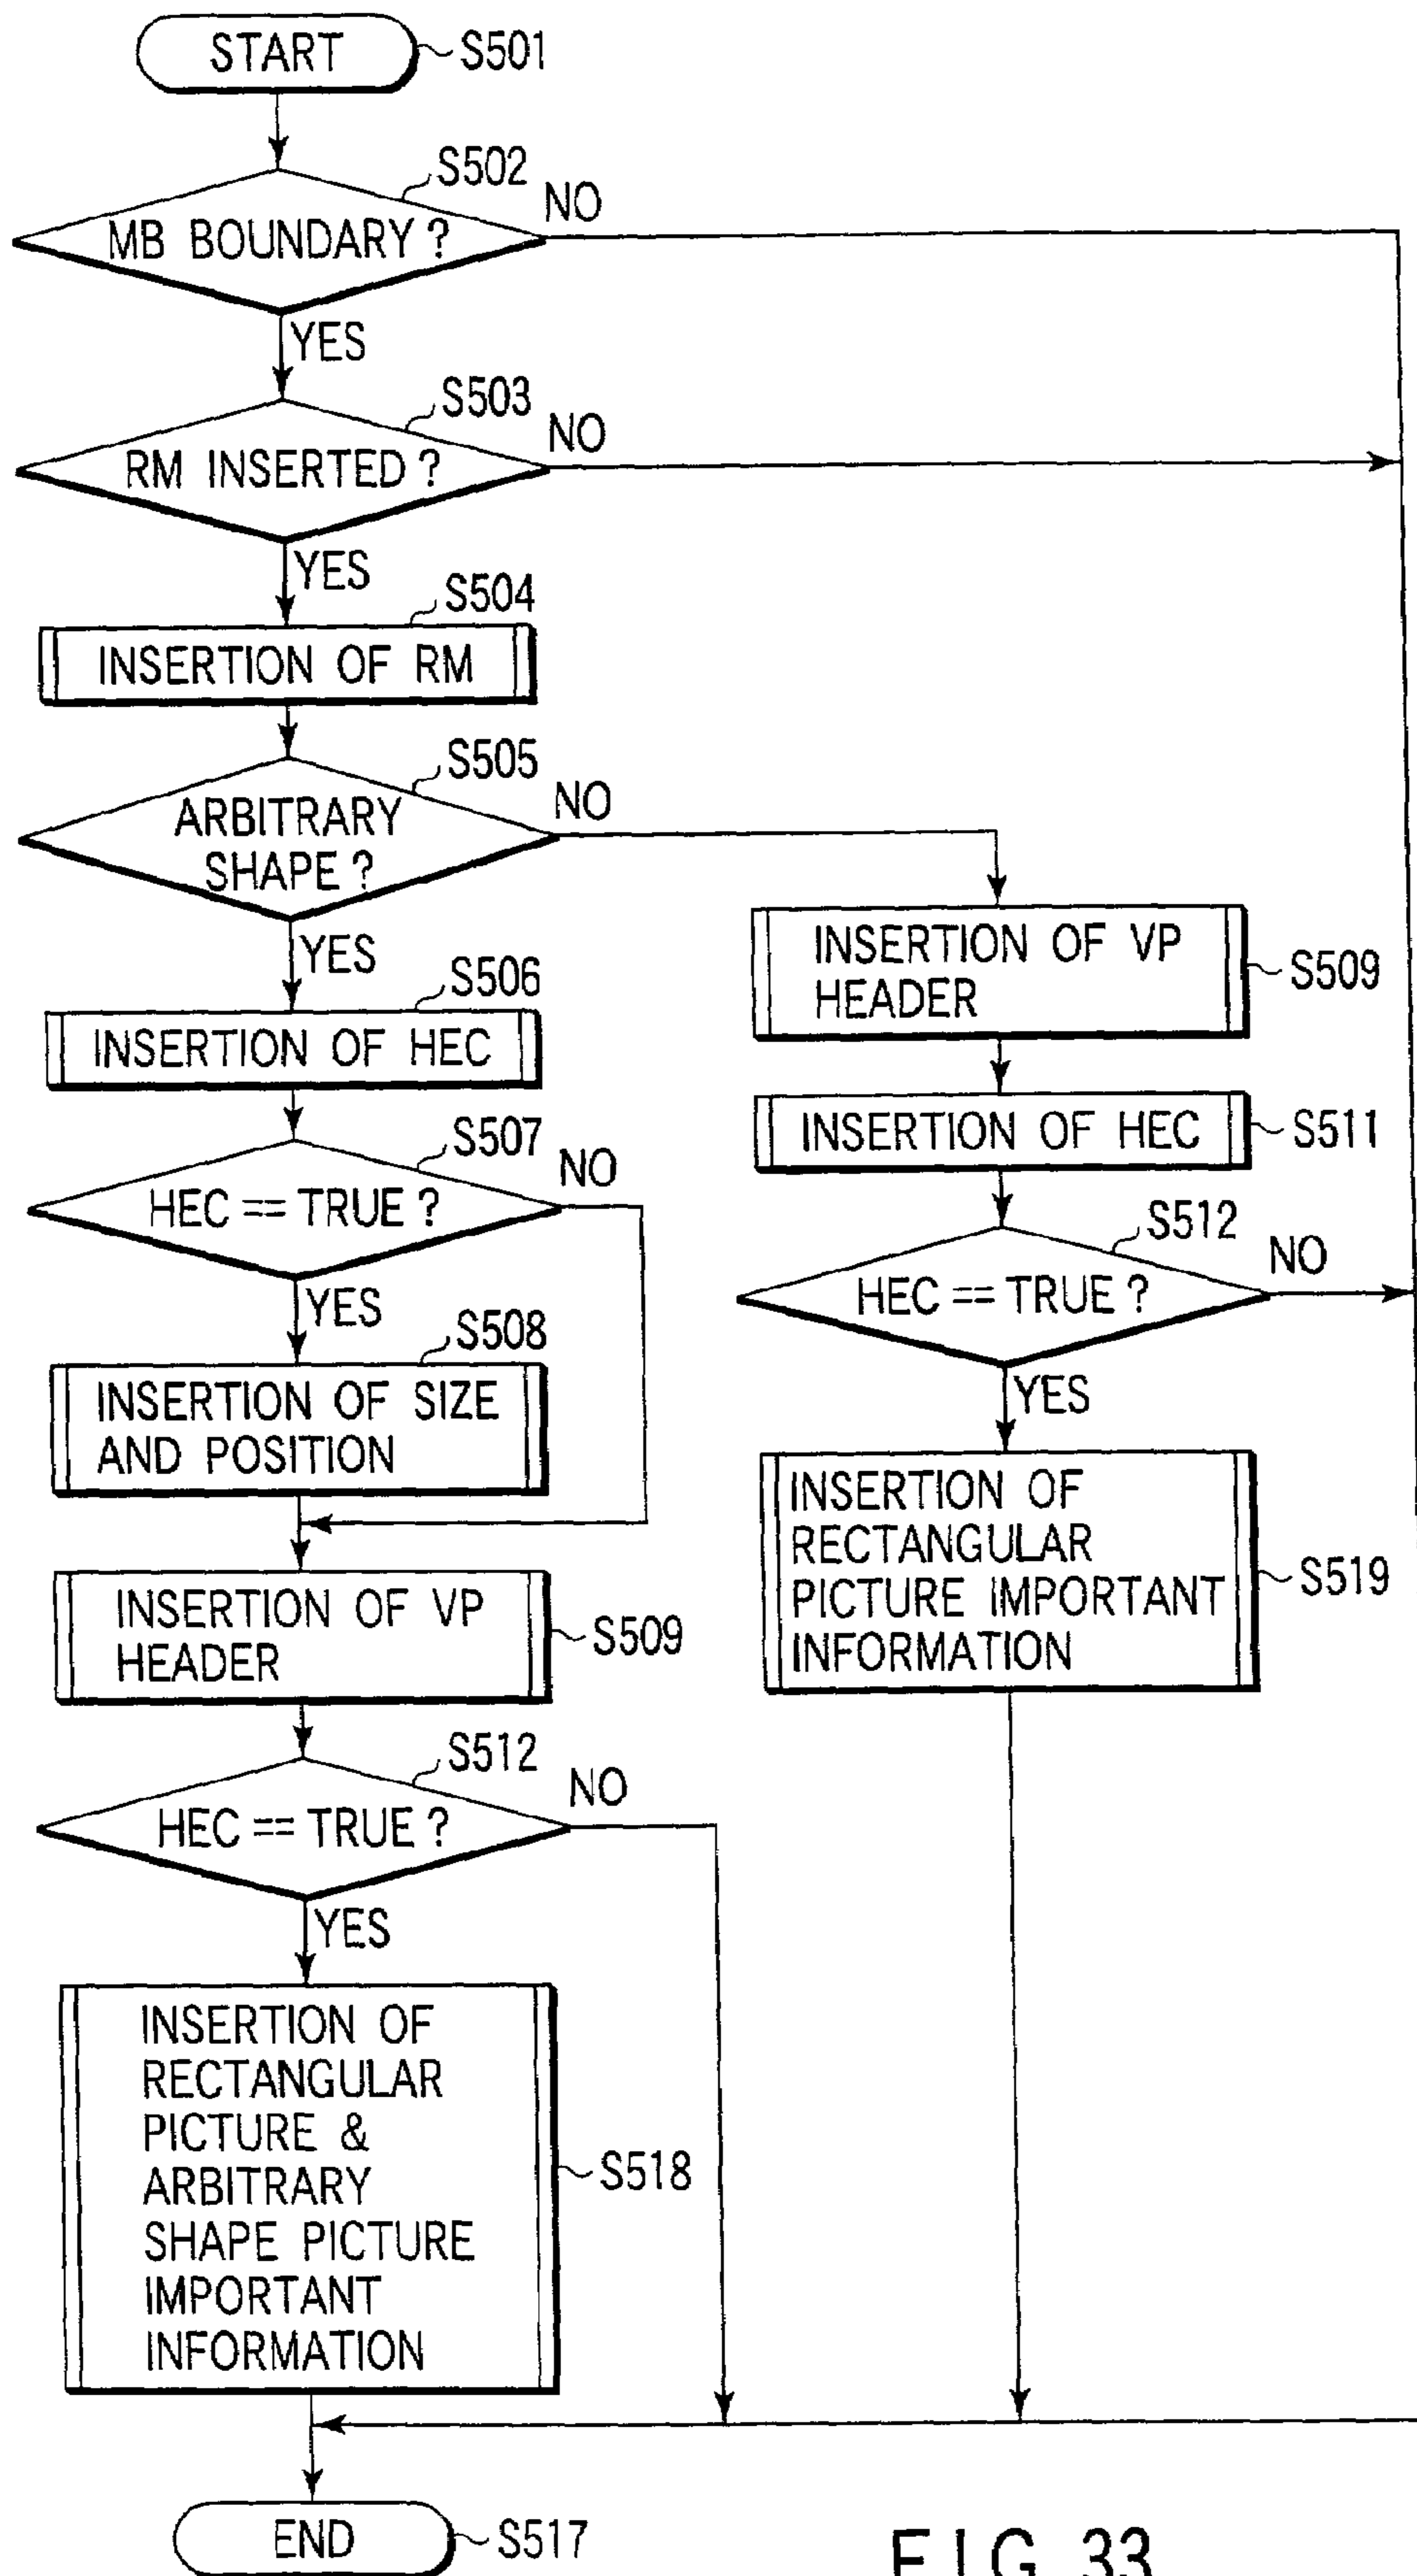 START
S501
S502
MB BOUNDARY ?
NO
YES
S503
RM INSERTED ?
NO
YES
S504
INSERTION OF RM
S505
ARBITRARY
SHAPE ?
NO
YES
S506
INSERTION OF HEC
S507
HEC == TRUE ?
NO
YES
S508
INSERTION OF SIZE
AND POSITION
INSERTION OF VP
HEADER
S509
S512
HEC == TRUE ?
NO
YES
INSERTION OF
RECTANGULAR
PICTURE &
ARBITRARY
SHAPE PICTURE
IMPORTANT
INFORMATION
S518
END
S517
INSERTION OF VP
HEADER
S509
INSERTION OF HEC
S511
S512
HEC == TRUE ?
NO
YES
INSERTION OF
RECTANGULAR
PICTURE IMPORTANT
INFORMATION
S519
FIG. 33